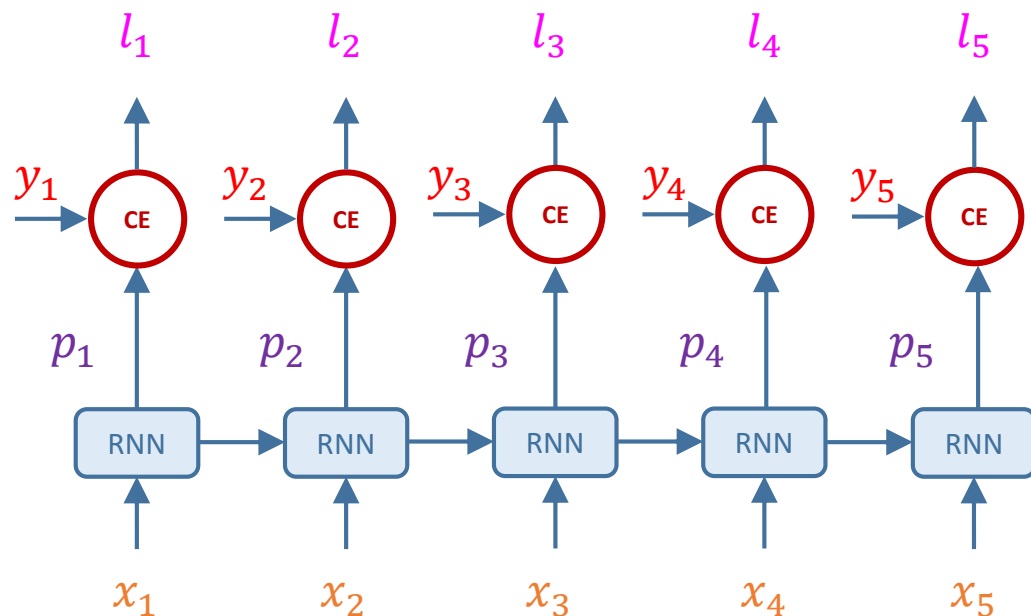 l₁ l₂ l₃ l₄ l₅
y₁ CE y₂ CE y₃ CE y₄ CE y₅ CE
p₁ p₂ p₃ p₄ p₅
RNN RNN RNN RNN RNN
x₁ x₂ x₃ x₄ x₅